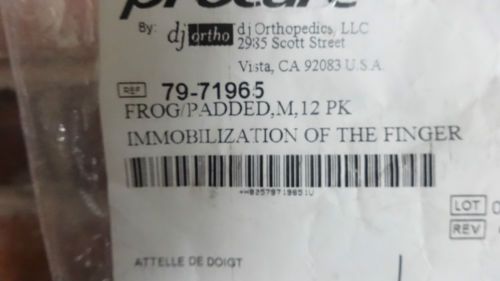 procare
By: dj ortho dj Orthopedics, LLC
2985 Scott Street
Vista, CA 92083 U.S.A.
REF 79-71965
FROG/PADDED,M,12 PK
IMMOBILIZATION OF THE FINGER
LOT
REV
ATTELLE DE DOIGT